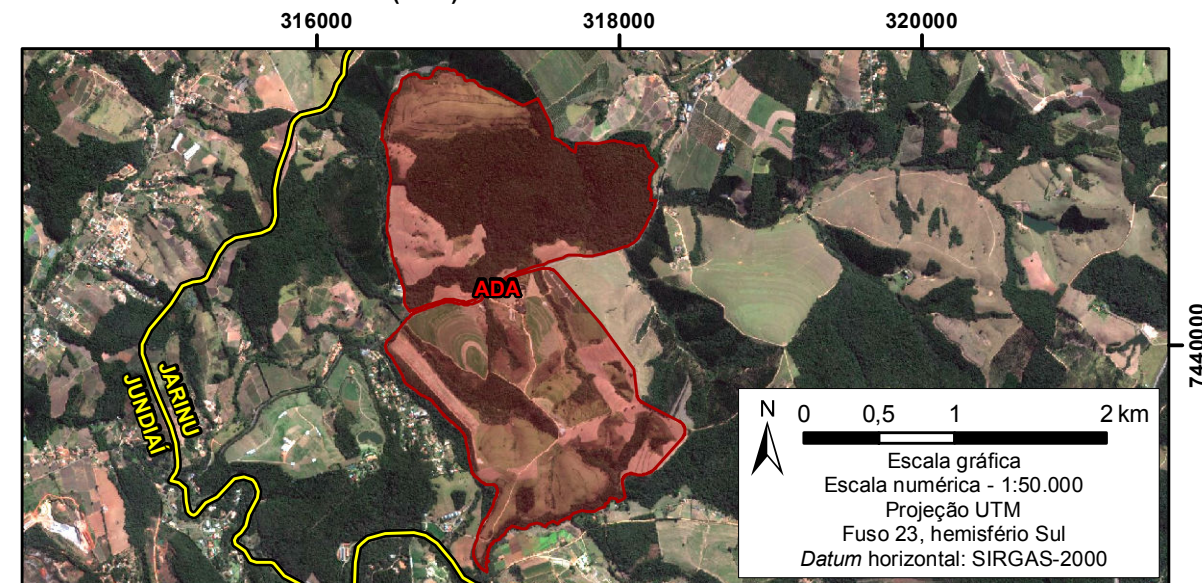 316000
318000
320000
7440000
ADA
JARINU
JUNDIAÍ
N
0 0,5 1 2 km
Escala gráfica
Escala numérica - 1:50.000
Projeção UTM
Fuso 23, hemisfério Sul
Datum horizontal: SIRGAS-2000